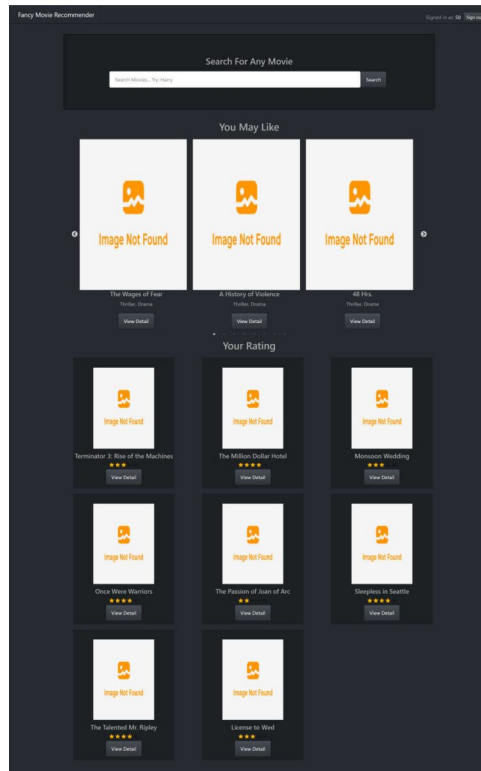 Fancy Movie Recommender
Signed in as: 50 Sign ou
Search For Any Movie
Search Movies... Try: Harry Search
You May Like
Image Not Found Image Not Found Image Not Found
The Wages of Fear A History of Violence 48 Hrs.
Thriller, Drama Thriller, Drama Thriller, Drama
View Detail View Detail View Detail
Your Rating
Image Not Found Image Not Found Image Not Found
Terminator 3: Rise of the Machines The Million Dollar Hotel Monsoon Wedding
View Detail View Detail View Detail
Image Not Found Image Not Found Image Not Found
Once Were Warriors The Passion of Joan of Arc Sleepless in Seattle
View Detail View Detail View Detail
Image Not Found Image Not Found
The Talented Mr. Ripley License to Wed
View Detail View Detail